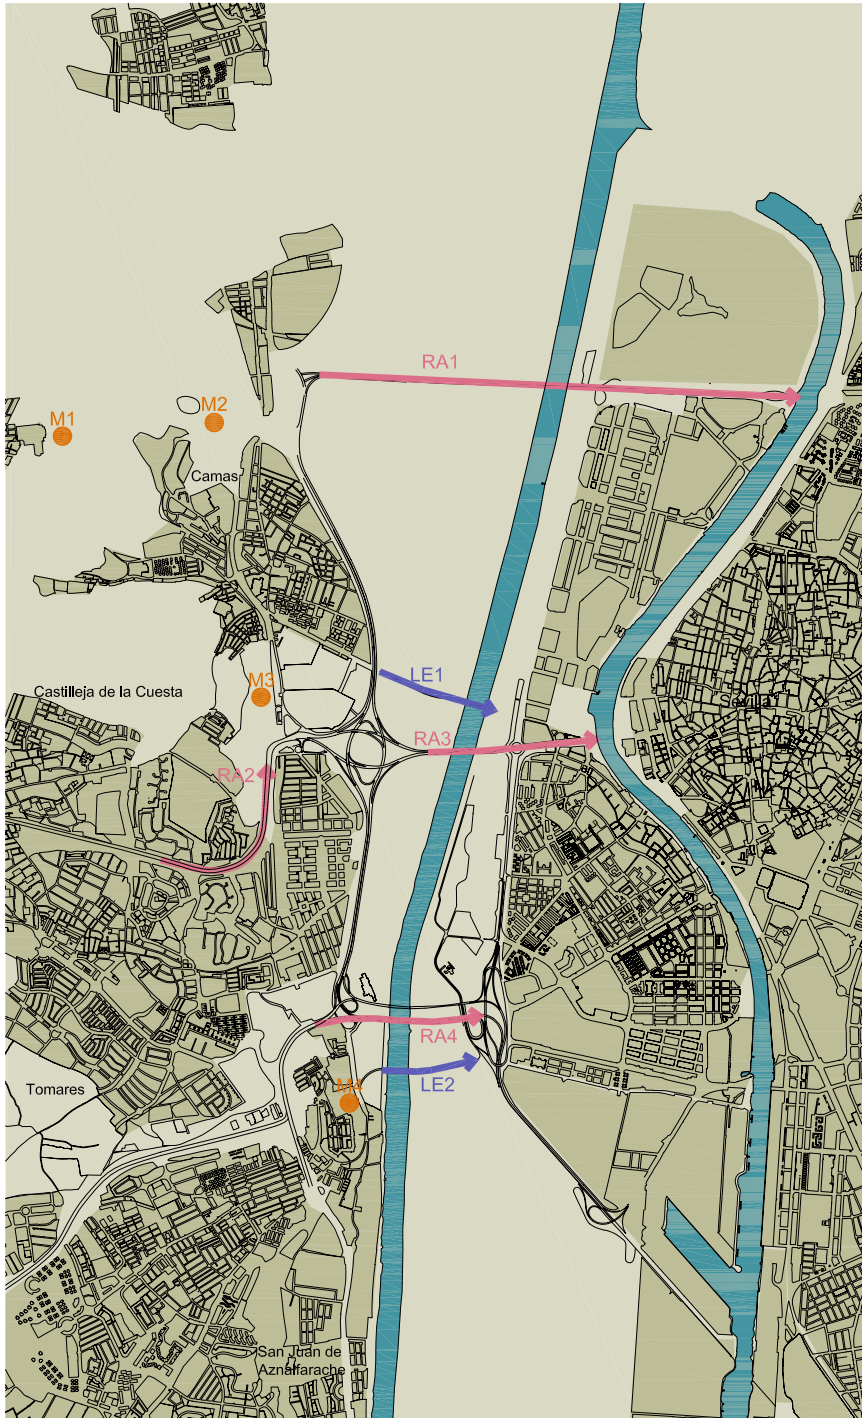 RA1
M1
M2
Camas
LE1
M3
Castilleja de la Cuesta
RA3
RA2
RA4
M4
LE2
Tomares
San Juan de
Aznalfarache